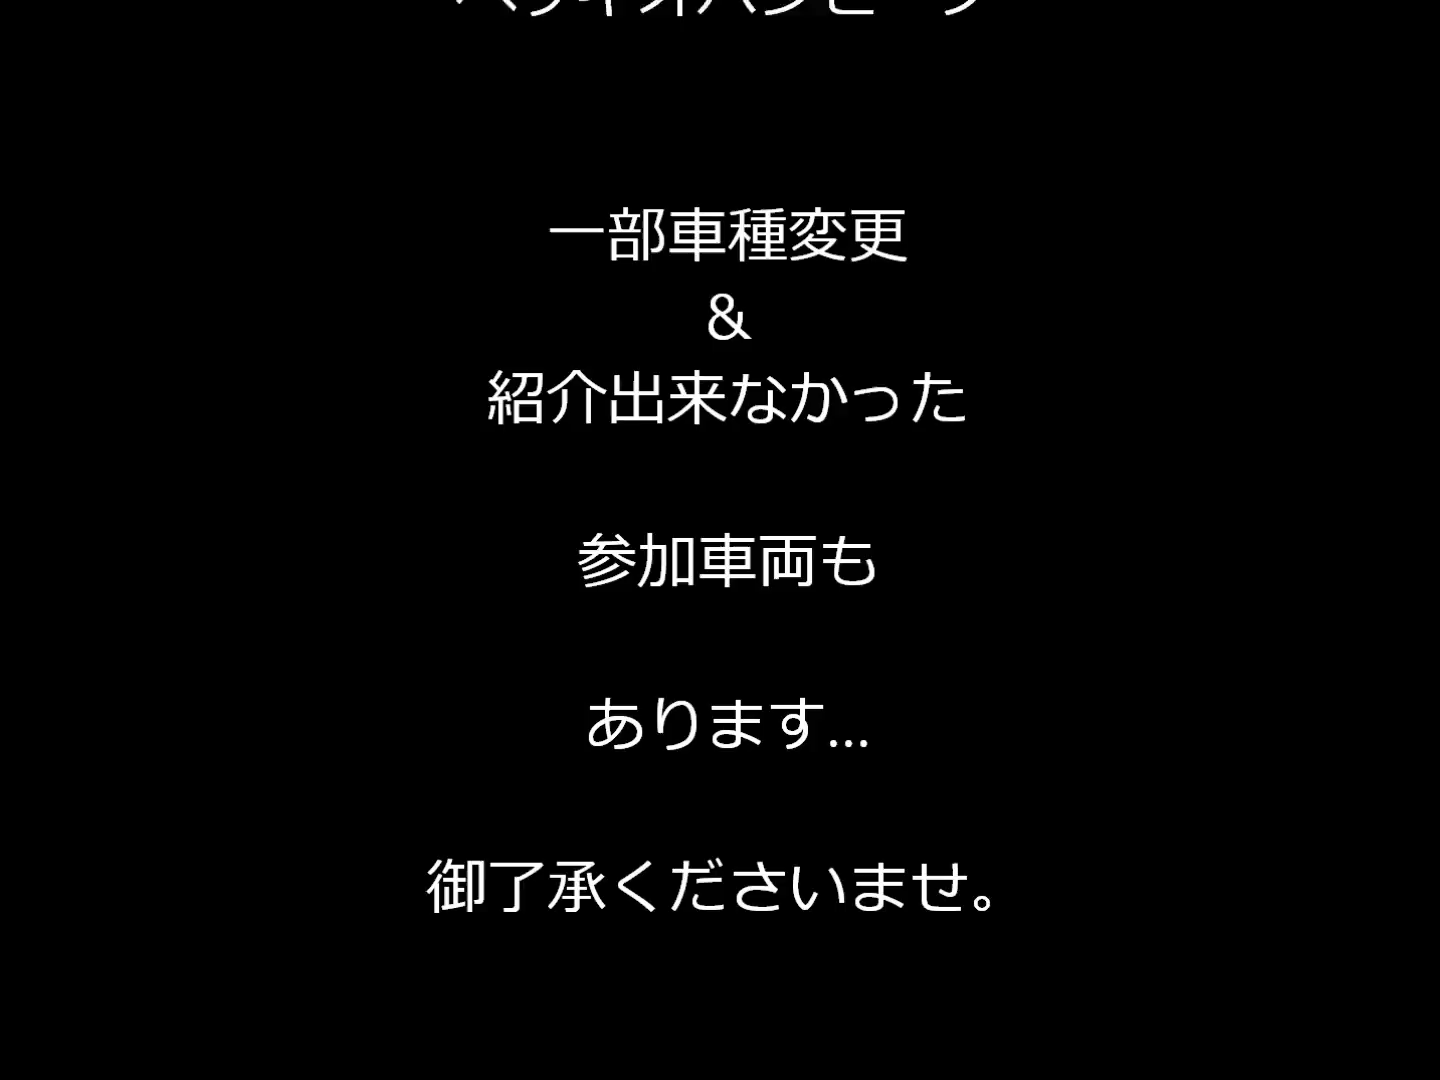 一部車種変更
&
紹介出来なかった
参加車両も
あります...
御了承くださいませ。